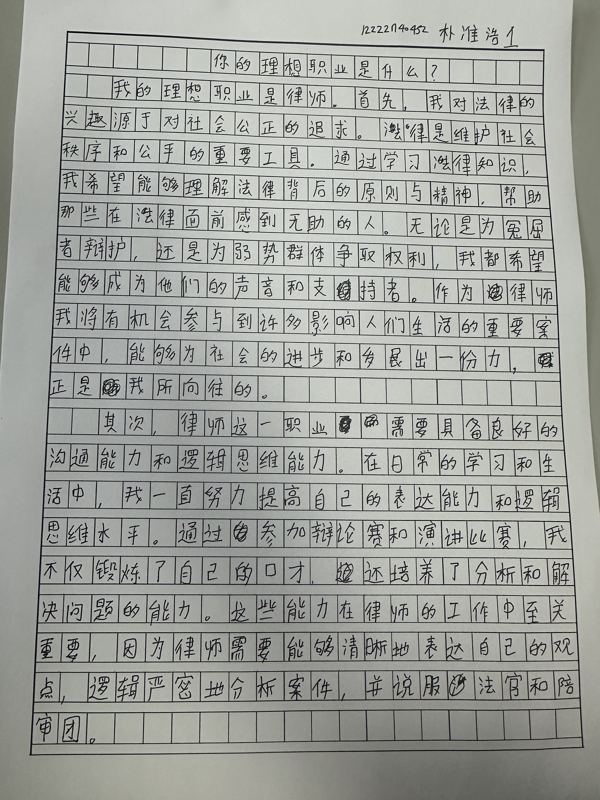 12222740452 朴准浩1
你的理想职业是什么?
我的理想职业是律师。首先,我对法律的
兴趣源于对社会公正的追求。法律是维护社会
秩序和公平的重要工具。通过学习法律知识,
我希望能够理解法律背后的原则与精神,帮助
那些在法律面前感到无助的人。无论是为冤屈
者辩护,还是为弱势群体争取权利,我都希望
能够成为他们的声音和支持者。作为律师
我将有机会参与到许多影响人们生活的重要案
件中,能够为社会的进步和发展出一份力,
正是我所向往的。
其次,律师这一职业需要具备良好的
沟通能力和逻辑思维能力。在日常的学习和生
活中,我一直努力提高自己的表达能力和逻辑
思维水平。通过参加辩论赛和演讲比赛,我
不仅锻炼了自己的口才,还培养了分析和解
决问题的能力。这些能力在律师的工作中至关
重要,因为律师需要能够清晰地表达自己的观
点,逻辑严密地分析案件,并说服法官和陪
审团。